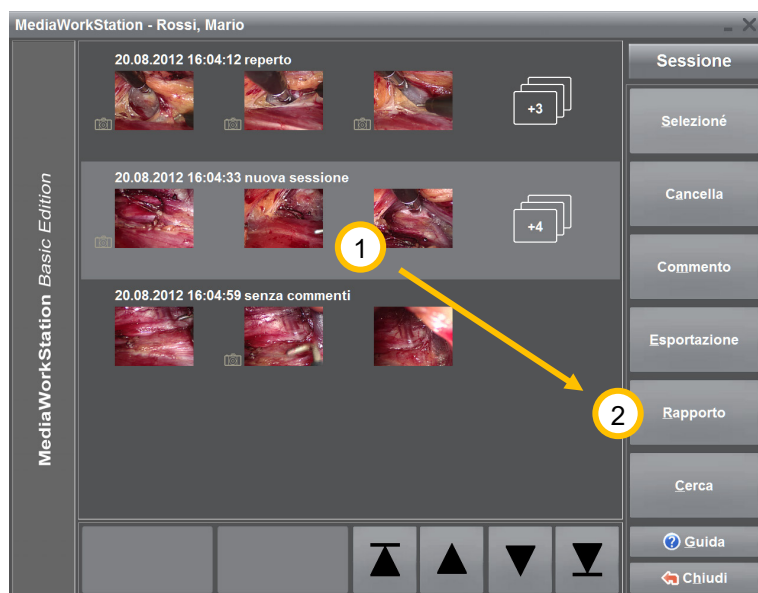 MediaWorkStation - Rossi, Mario
MediaWorkStation Basic Edition
20.08.2012 16:04:12 reperto
+3
20.08.2012 16:04:33 nuova sessione
+4
1
20.08.2012 16:04:59 senza commenti
Sessione
Selezioné
Cancella
Commento
Esportazione
2
Rapporto
Cerca
? Guida
Chiudi